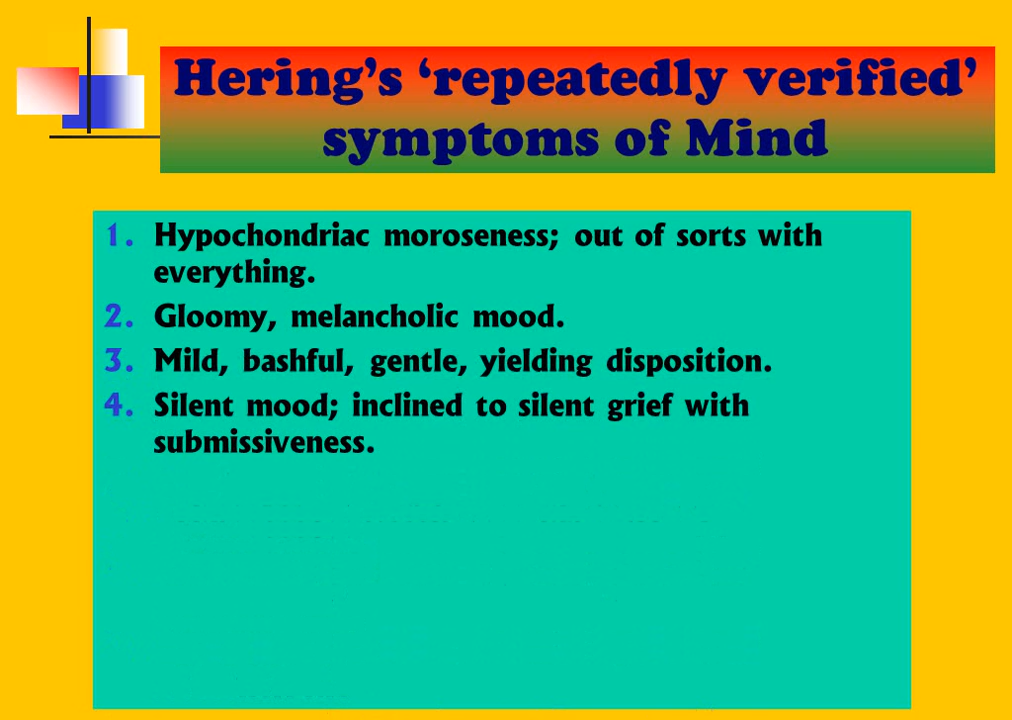 Hering’s ‘repeatedly verified’
symptoms of Mind
1. Hypochondriac moroseness; out of sorts with
everything.
2. Gloomy, melancholic mood.
3. Mild, bashful, gentle, yielding disposition.
4. Silent mood; inclined to silent grief with
submissiveness.